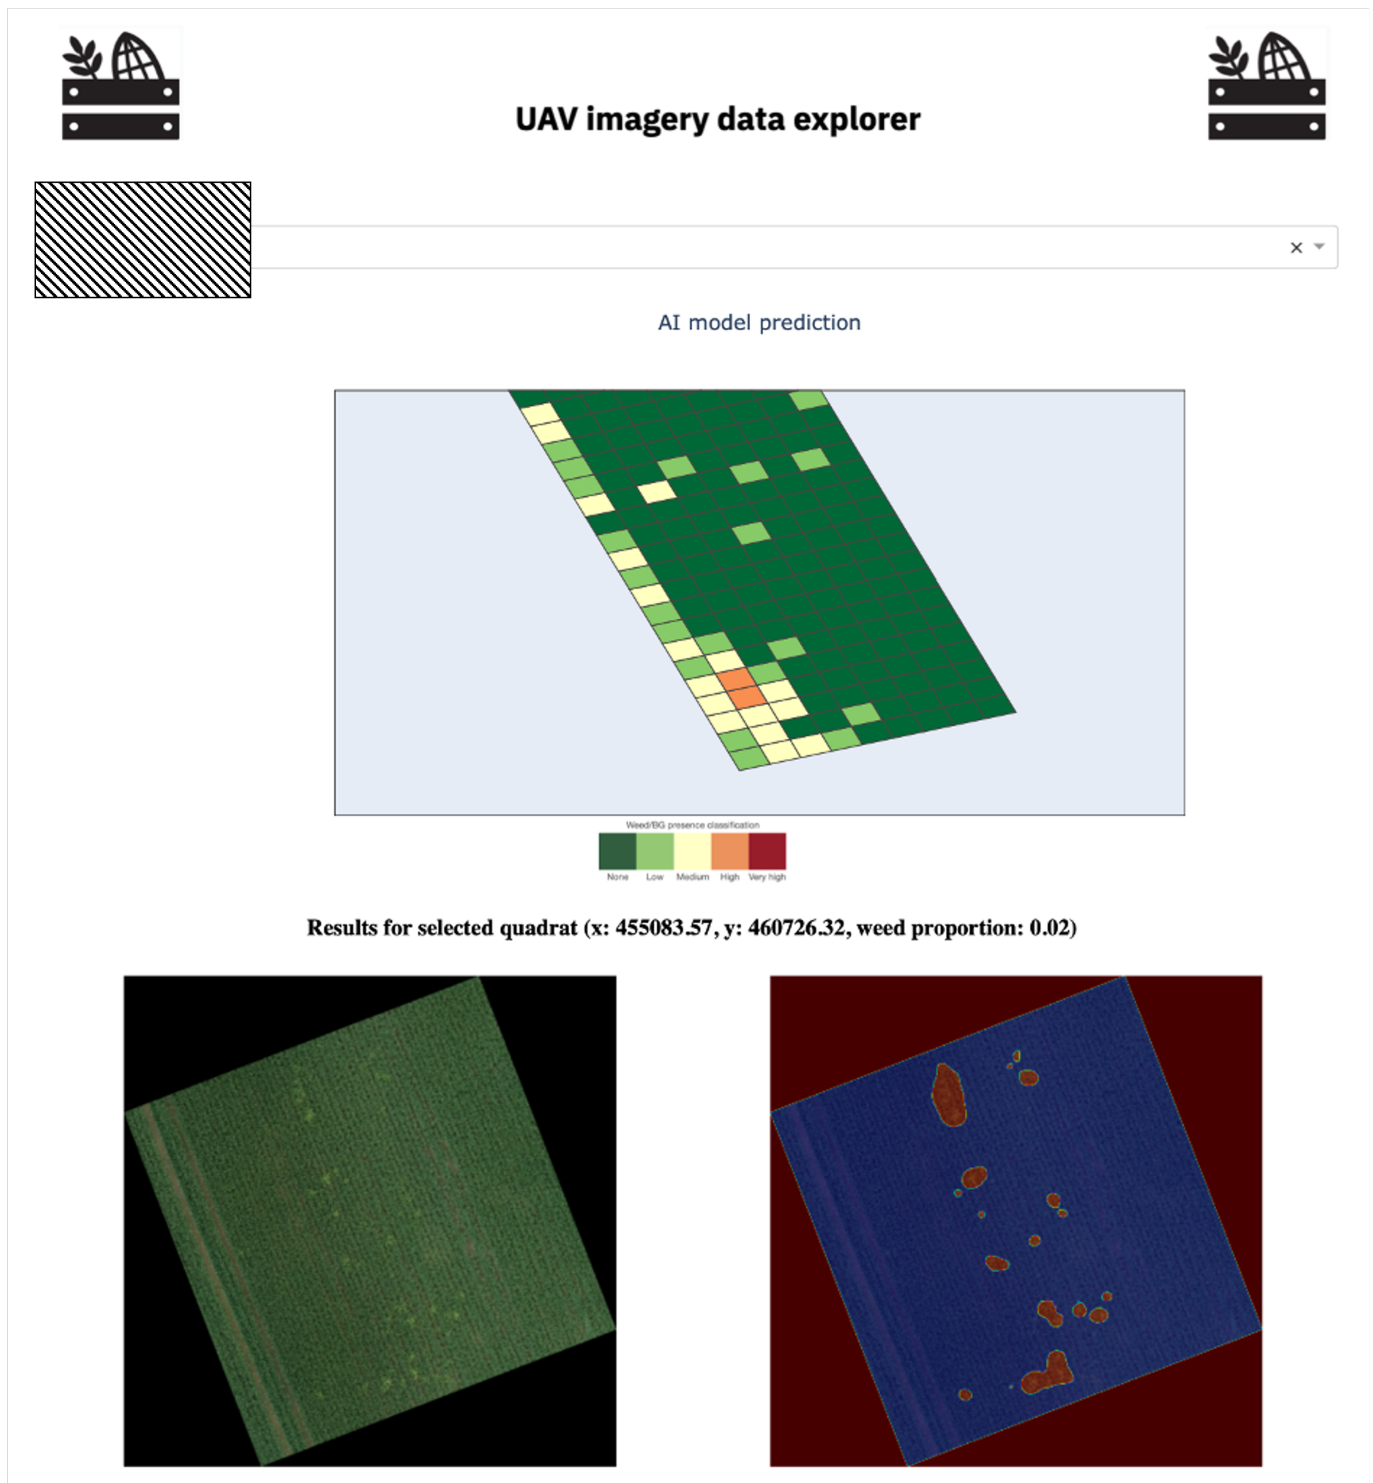 UAV imagery data explorer
×
AI model prediction
Weed/BG presence classification
None Low Medium High Very high
Results for selected quadrat (x: 455083.57, y: 460726.32, weed proportion: 0.02)